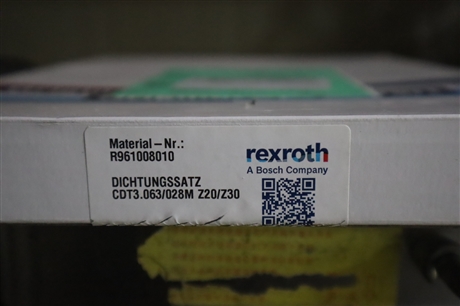 Material-Nr.:
R961008010
rexroth
A Bosch Company
DICHTUNGSSATZ
CDT3.063/028M Z20/Z30